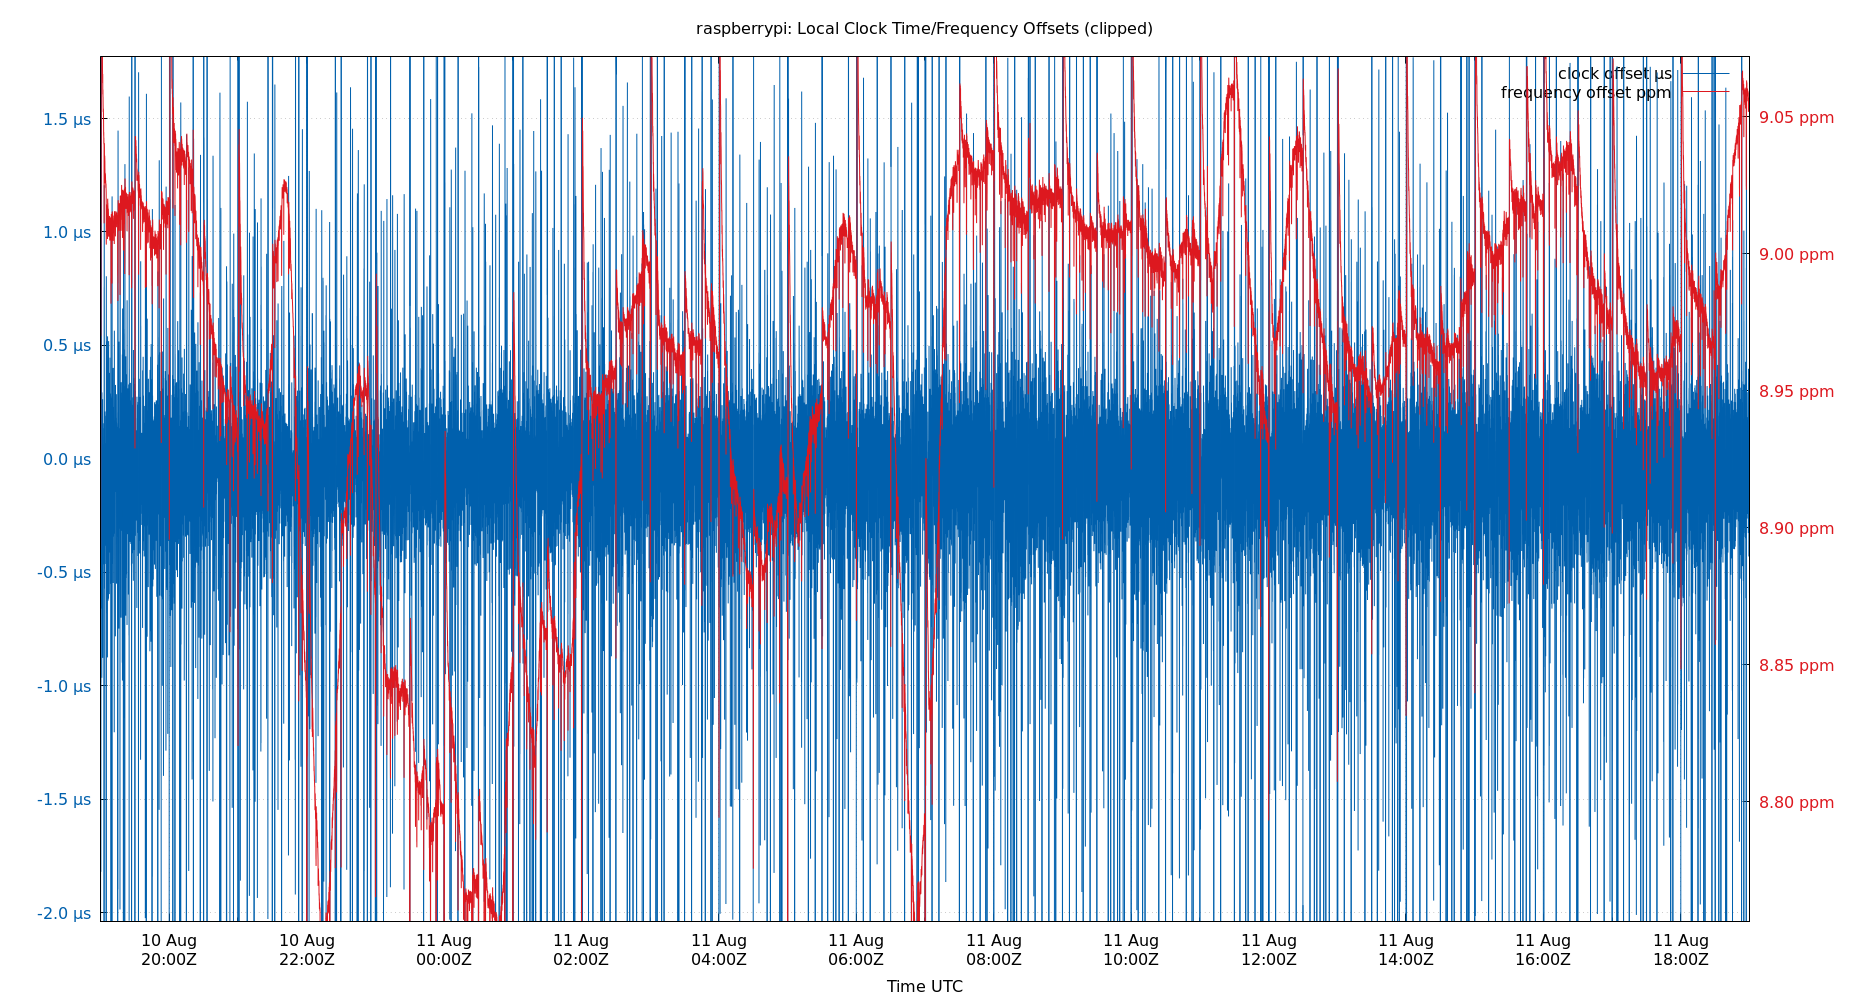 raspberrypi: Local Clock Time/Frequency Offsets (clipped)
clock offset µs
frequency offset ppm
1.5 µs
1.0 µs
0.5 µs
0.0 µs
-0.5 µs
-1.0 µs
-1.5 µs
-2.0 µs
9.05 ppm
9.00 ppm
8.95 ppm
8.90 ppm
8.85 ppm
8.80 ppm
10 Aug
20:00Z
10 Aug
22:00Z
11 Aug
00:00Z
11 Aug
02:00Z
11 Aug
04:00Z
11 Aug
06:00Z
11 Aug
08:00Z
11 Aug
10:00Z
11 Aug
12:00Z
11 Aug
14:00Z
11 Aug
16:00Z
11 Aug
18:00Z
Time UTC